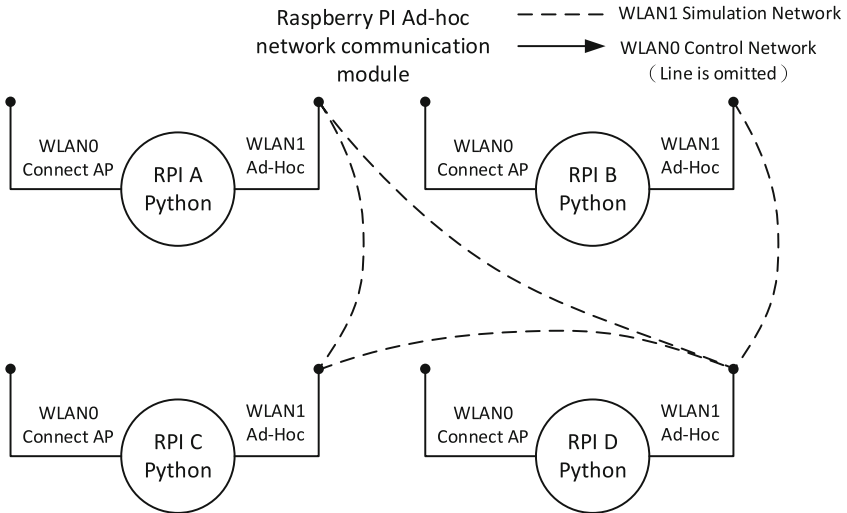 Raspberry PI Ad-hoc
network communication
module
WLAN1 Simulation Network
WLAN0 Control Network
（Line is omitted）
WLAN0
Connect AP
RPI A
Python
WLAN1
Ad-Hoc
WLAN0
Connect AP
RPI B
Python
WLAN1
Ad-Hoc
WLAN0
Connect AP
RPI C
Python
WLAN1
Ad-Hoc
WLAN0
Connect AP
RPI D
Python
WLAN1
Ad-Hoc